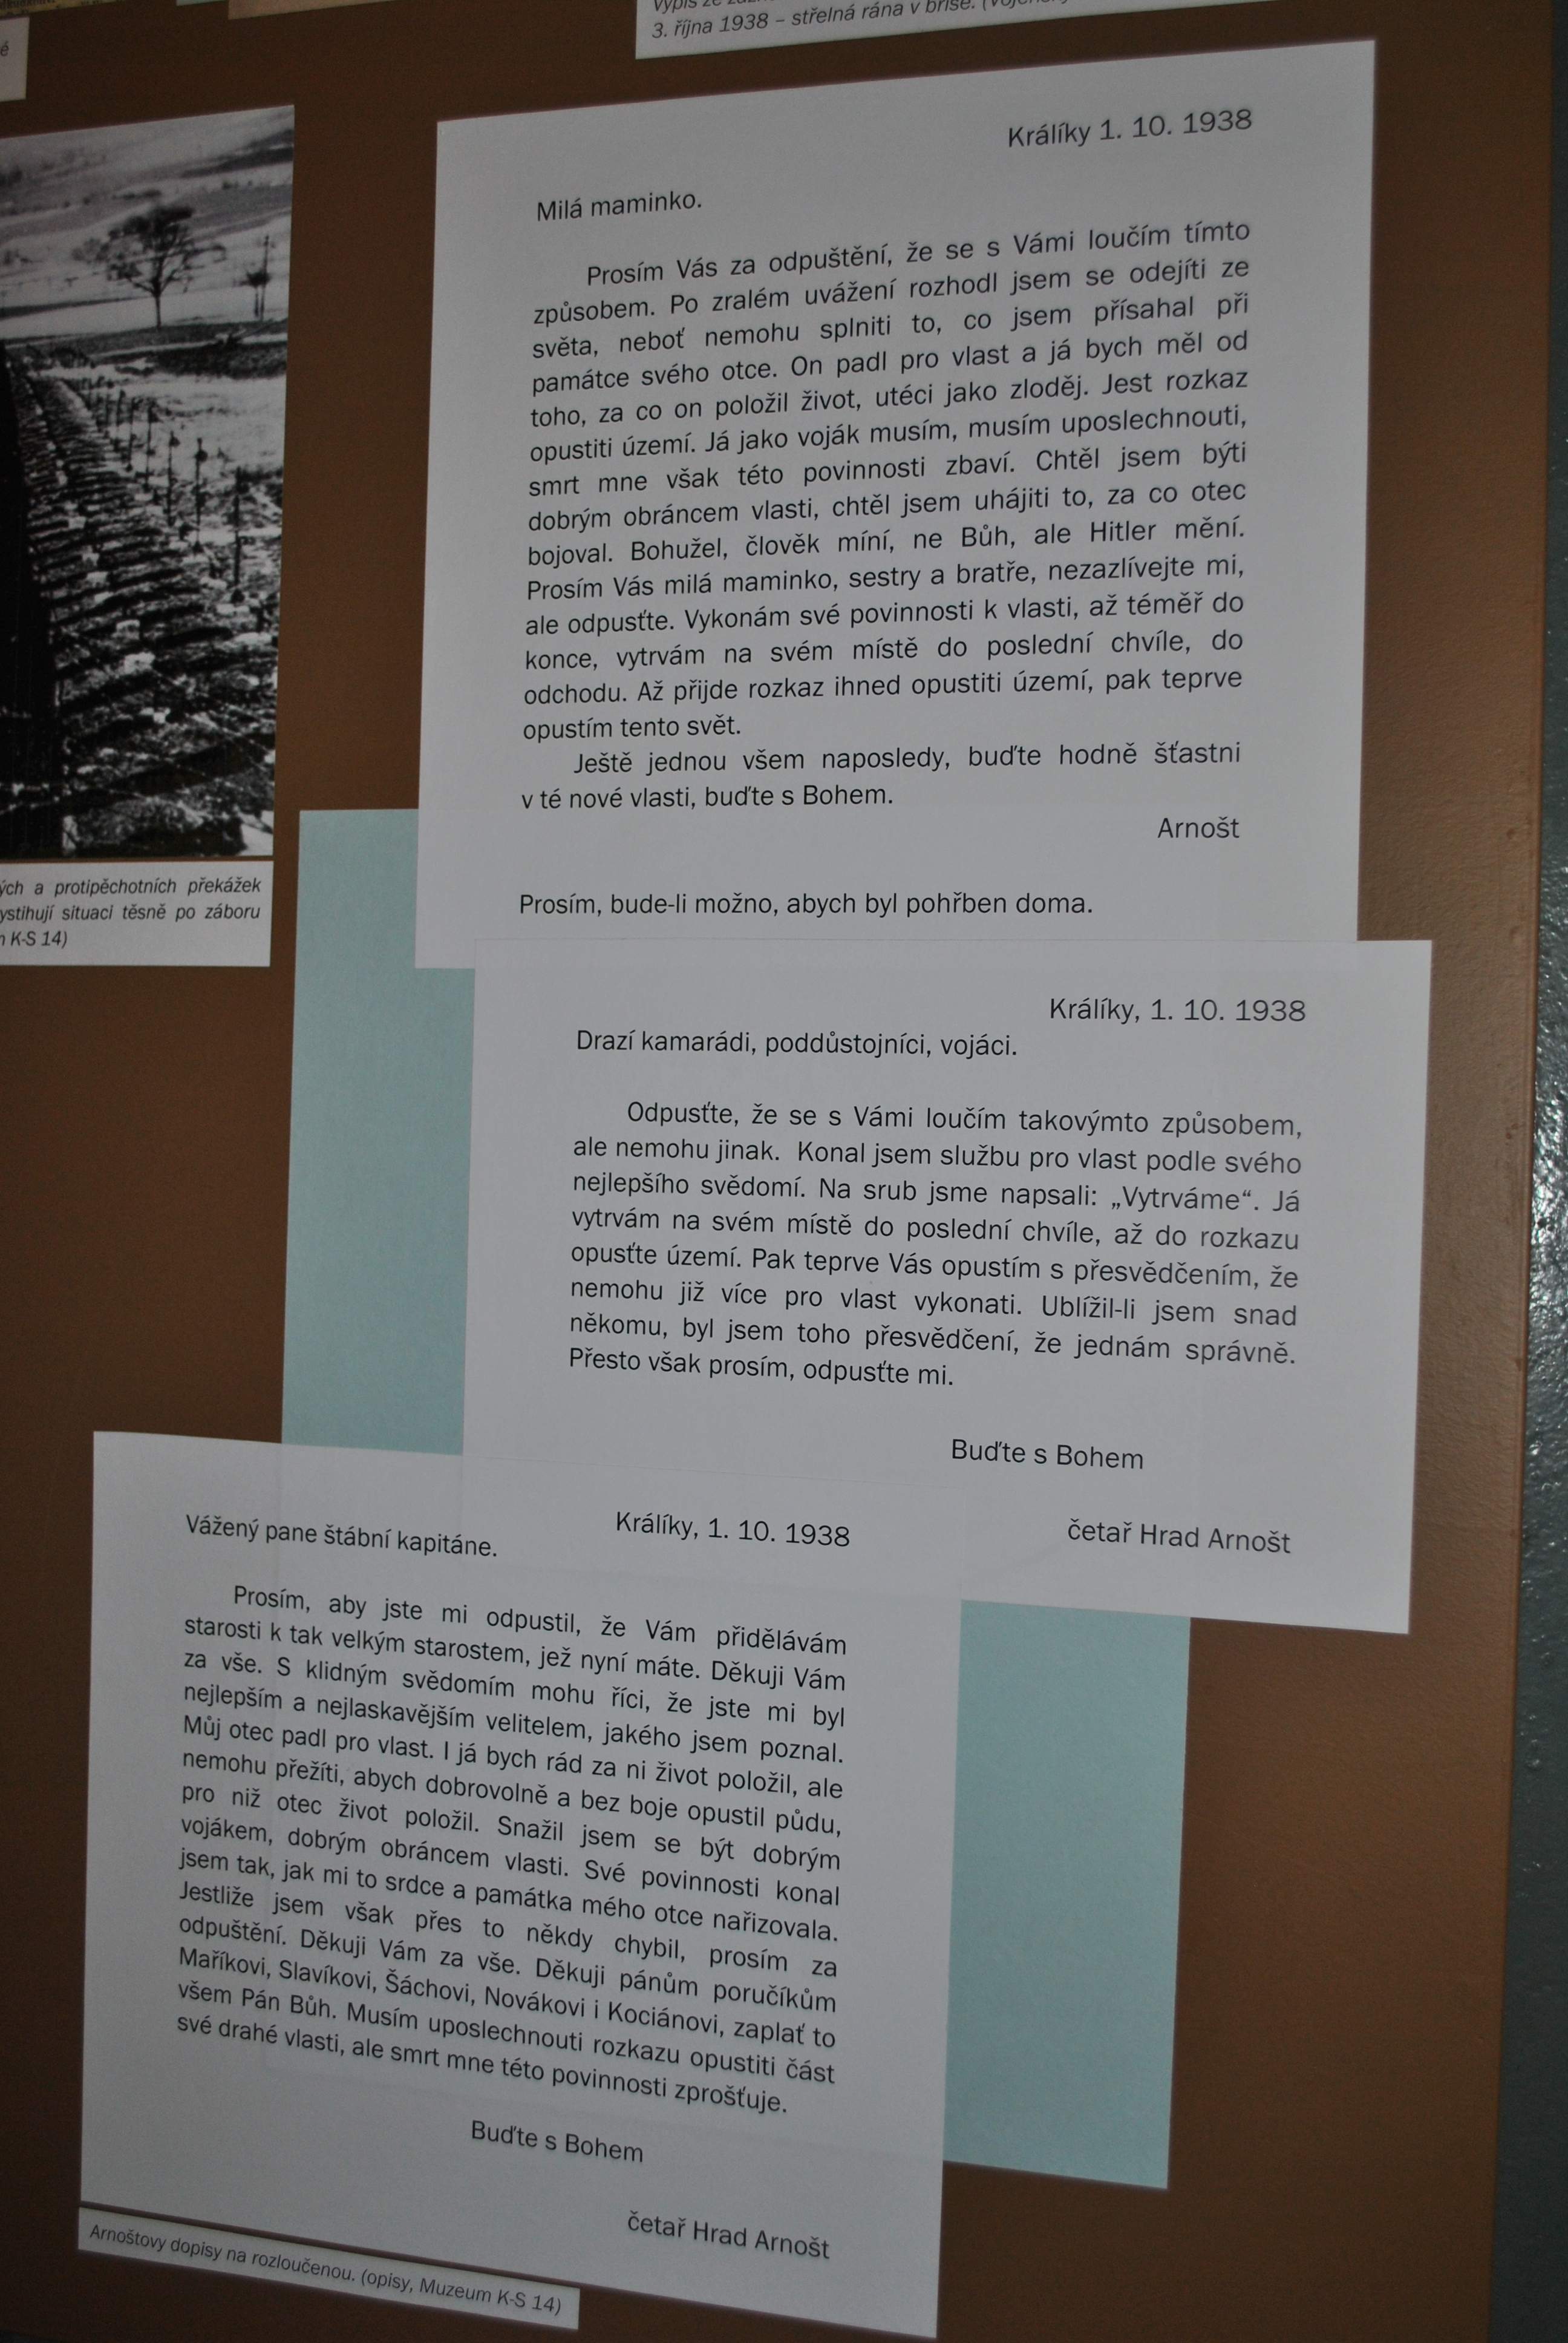 3. října 1938 – střelná rána v břiše.
Králíky 1. 10. 1938
Milá maminko.
Prosím Vás za odpuštění, že se s Vámi loučím tímto
způsobem. Po zralém uvážení rozhodl jsem se odejíti ze
světa, neboť nemohu splniti to, co jsem přísahal při
památce svého otce. On padl pro vlast a já bych měl od
toho, za co on položil život, utéci jako zloděj. Jest rozkaz
opustiti území. Já jako voják musím, musím uposlechnouti,
smrt mne však této povinnosti zbaví. Chtěl jsem býti
dobrým obráncem vlasti, chtěl jsem uhájiti to, za co otec
bojoval. Bohužel, člověk míní, ne Bůh, ale Hitler mění.
Prosím Vás milá maminko, sestry a bratře, nezazlívejte mi,
ale odpusťte. Vykonám své povinnosti k vlasti, až téměř do
konce, vytrvám na svém místě do poslední chvíle, do
odchodu. Až přijde rozkaz ihned opustiti území, pak teprve
opustím tento svět.
Ještě jednou všem naposledy, buďte hodně šťastni
v té nové vlasti, buďte s Bohem.
Arnošt
Prosím, bude-li možno, abych byl pohřben doma.
ých a protipěchotních překážek
ystihují situaci těsně po záboru
K-S 14)
Králíky, 1. 10. 1938
Drazí kamarádi, poddůstojníci, vojáci.
Odpusťte, že se s Vámi loučím takovýmto způsobem,
ale nemohu jinak. Konal jsem službu pro vlast podle svého
nejlepšího svědomí. Na srub jsme napsali: „Vytrváme“. Já
vytrvám na svém místě do poslední chvíle, až do rozkazu
opusťte území. Pak teprve Vás opustím s přesvědčením, že
nemohu již více pro vlast vykonati. Ublížil-li jsem snad
někomu, byl jsem toho přesvědčení, že jednám správně.
Přesto však prosím, odpusťte mi.
Buďte s Bohem
četař Hrad Arnošt
Králíky, 1. 10. 1938
Vážený pane štábní kapitáne.
Prosím, aby jste mi odpustil, že Vám přidělávám
starosti k tak velkým starostem, jež nyní máte. Děkuji Vám
za vše. S klidným svědomím mohu říci, že jste mi byl
nejlepším a nejlaskavějším velitelem, jakého jsem poznal.
Můj otec padl pro vlast. I já bych rád za ni život položil, ale
nemohu přežíti, abych dobrovolně a bez boje opustil půdu,
pro niž otec život položil. Snažil jsem se být dobrým
vojákem, dobrým obráncem vlasti. Své povinnosti konal
jsem tak, jak mi to srdce a památka mého otce nařizovala.
Jestliže jsem však přes to někdy chybil, prosím za
odpuštění. Děkuji Vám za vše. Děkuji pánům poručíkům
Maříkovi, Slavíkovi, Šáchovi, Novákovi i Kociánovi, zaplať to
všem Pán Bůh. Musím uposlechnouti rozkazu opustiti část
své drahé vlasti, ale smrt mne této povinnosti zprošťuje.
Buďte s Bohem
četař Hrad Arnošt
Arnoštovy dopisy na rozloučenou. (opisy, Muzeum K-S 14)